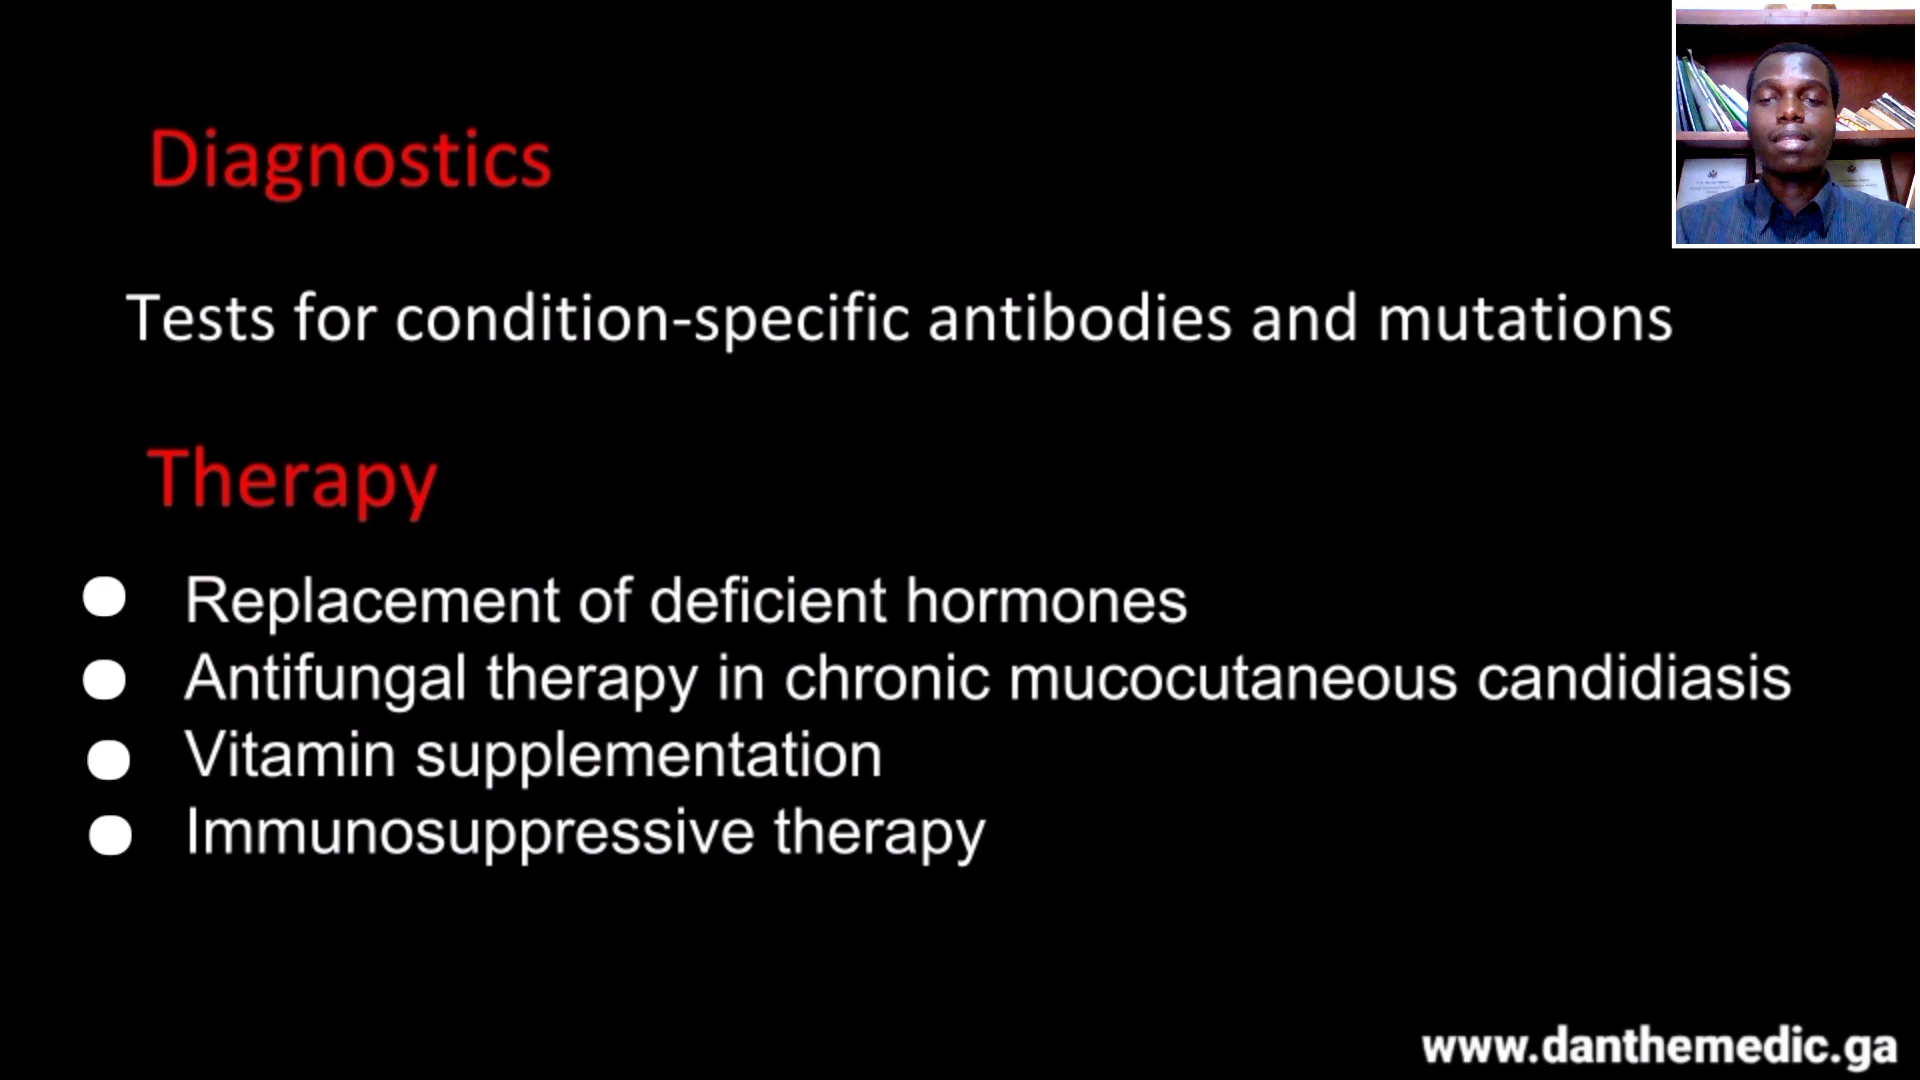 Diagnostics
Tests for condition-specific antibodies and mutations
Therapy
Replacement of deficient hormones
Antifungal therapy in chronic mucocutaneous candidiasis
Vitamin supplementation
Immunosuppressive therapy
www.danthemedic.ga